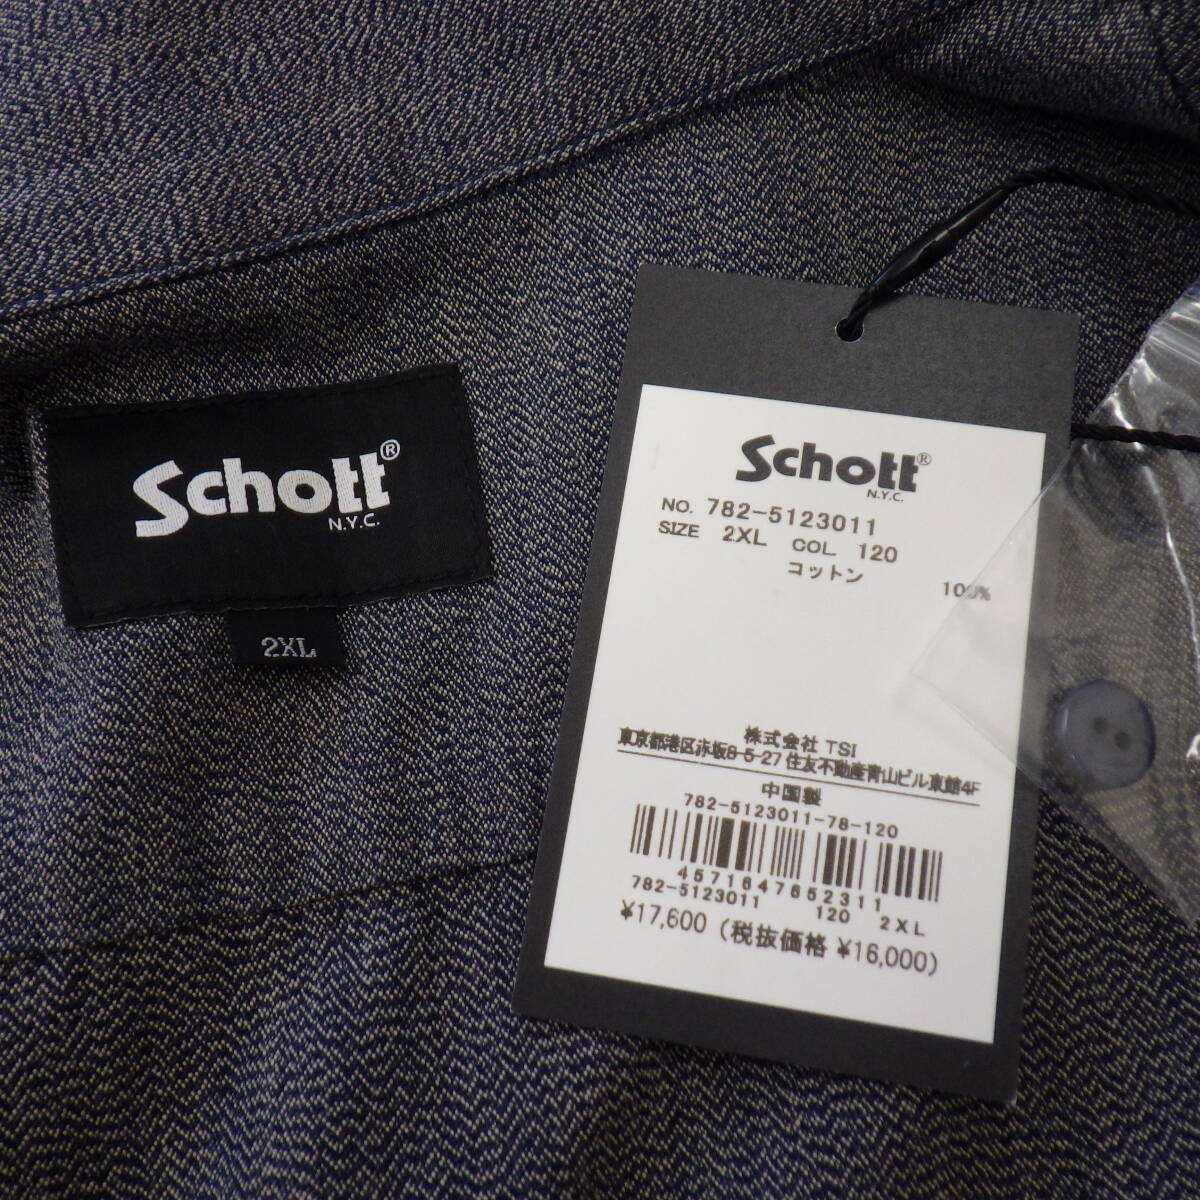 Schott®
N.Y.C.
2XL
Schott®
N.Y.C.
NO. 782-5123011
SIZE 2XL COL 120
コットン 100%
株式会社 TSI
東京都港区赤坂8-5-27 住友不動産青山ビル東館4F
中国製
782-5123011-78-120
4571647652311
782-5123011 120 2XL
¥17,600 (税抜価格 ¥16,000)